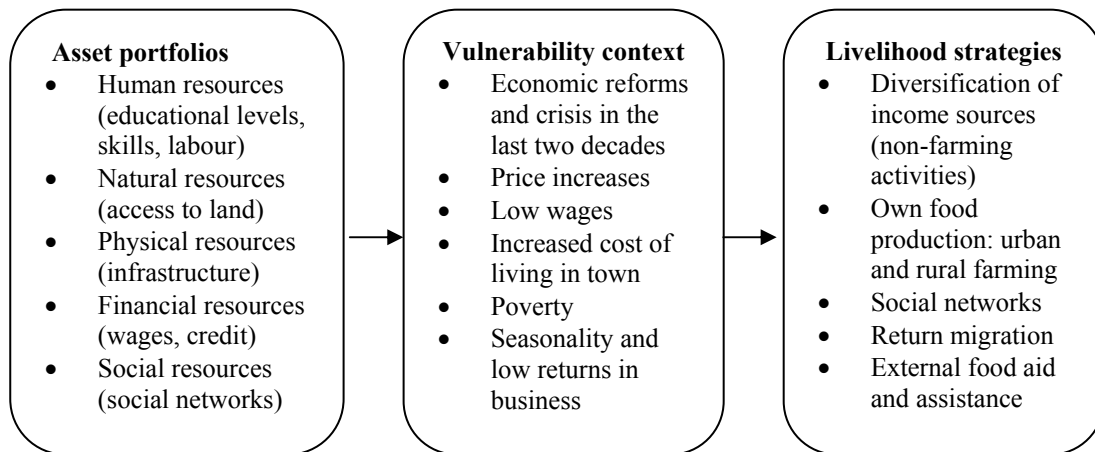 Asset portfolios
• Human resources
(educational levels,
skills, labour)
• Natural resources
(access to land)
• Physical resources
(infrastructure)
• Financial resources
(wages, credit)
• Social resources
(social networks)
Vulnerability context
• Economic reforms
and crisis in the
last two decades
• Price increases
• Low wages
• Increased cost of
living in town
• Poverty
• Seasonality and
low returns in
business
Livelihood strategies
• Diversification of
income sources
(non-farming
activities)
• Own food
production: urban
and rural farming
• Social networks
• Return migration
• External food aid
and assistance